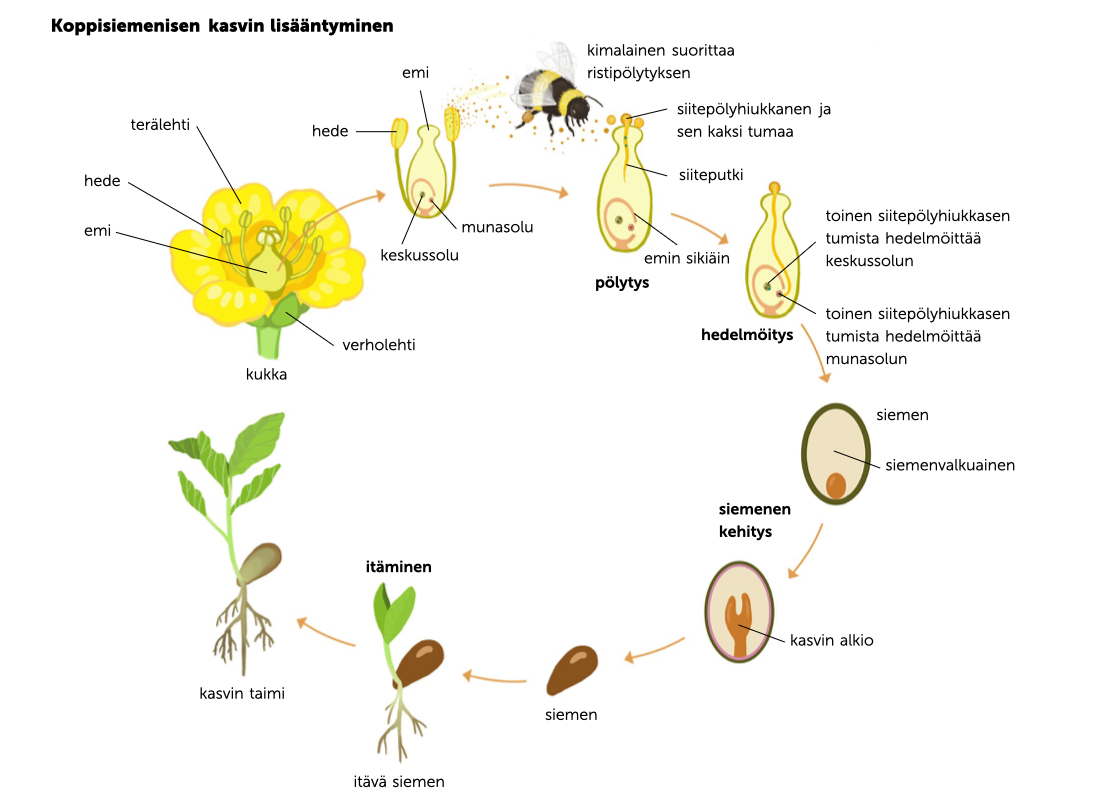 Koppisiemenisen kasvin lisääntyminen
terälehti
hede
emi
verholehti
kukka
emi
hede
munasolu
keskussolu
kimalainen suorittaa
ristipölytyksen
siitepölyhiukkanen ja
sen kaksi tumaa
siiteputki
emin sikiäin
pölytys
toinen siitepölyhiukkasen
tumista hedelmöittää
keskussolun
toinen siitepölyhiukkasen
tumista hedelmöittää
munasolun
hedelmöitys
siemen
siemenvalkuainen
siemenen
kehitys
kasvin alkio
siemen
itäminen
itävä siemen
kasvin taimi